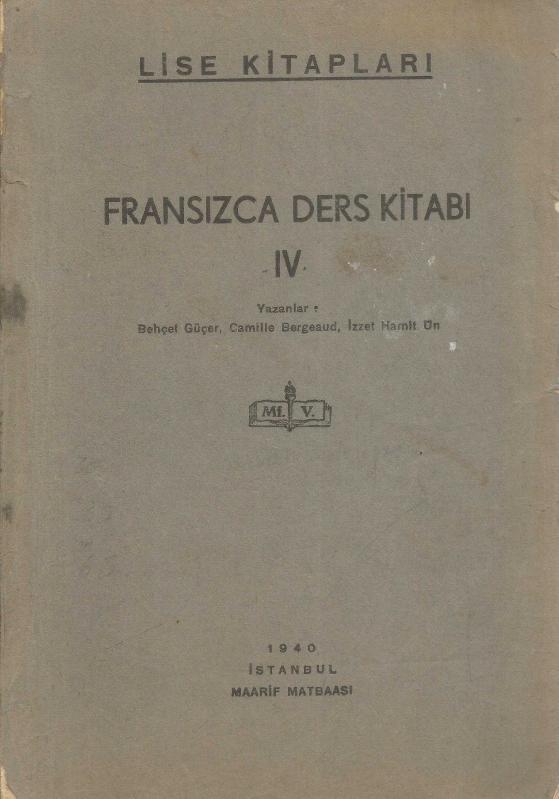 LİSE KİTAPLARI
FRANSIZCA DERS KİTABI
-IV-
Yazanlar :
Behçet Güçer, Camille Bergeaud, İzzet Hamit Ün
Mf. V.
1940
İSTANBUL
MAARİF MATBAASI